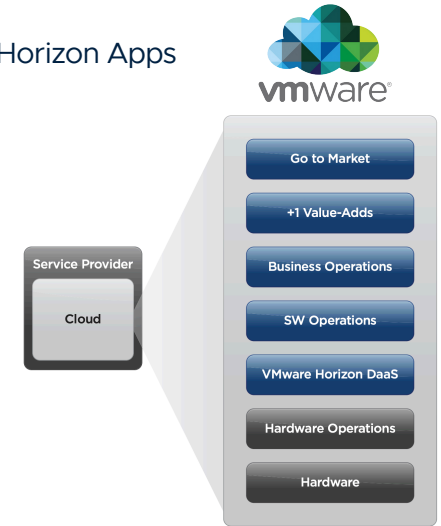 Horizon Apps
vmware®
Go to Market
+1 Value-Adds
Service Provider
Business Operations
Cloud
SW Operations
VMware Horizon DaaS
Hardware Operations
Hardware